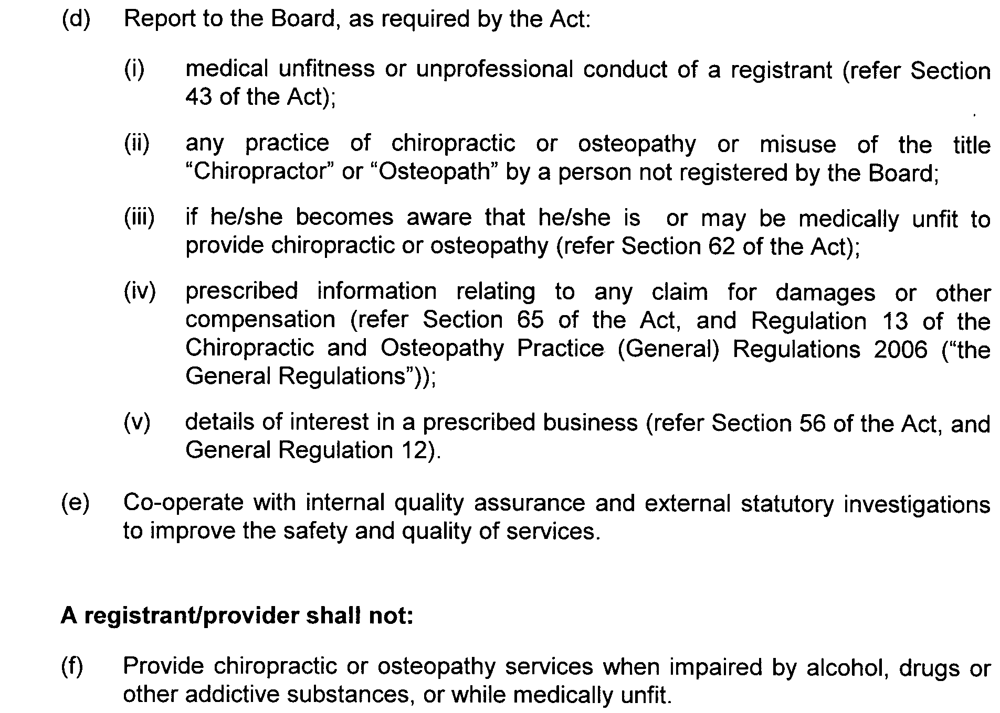 (d) Report to the Board, as required by the Act:
(i) medical unfitness or unprofessional conduct of a registrant (refer Section
43 of the Act);
(ii) any practice of chiropractic or osteopathy or misuse of the title
“Chiropractor” or “Osteopath” by a person not registered by the Board;
(iii) if he/she becomes aware that he/she is or may be medically unfit to
provide chiropractic or osteopathy (refer Section 62 of the Act);
(iv) prescribed information relating to any claim for damages or other
compensation (refer Section 65 of the Act, and Regulation 13 of the
Chiropractic and Osteopathy Practice (General) Regulations 2006 (“the
General Regulations”));
(v) details of interest in a prescribed business (refer Section 56 of the Act, and
General Regulation 12).
(e) Co-operate with internal quality assurance and external statutory investigations
to improve the safety and quality of services.
A registrant/provider shall not:
(f) Provide chiropractic or osteopathy services when impaired by alcohol, drugs or
other addictive substances, or while medically unfit.